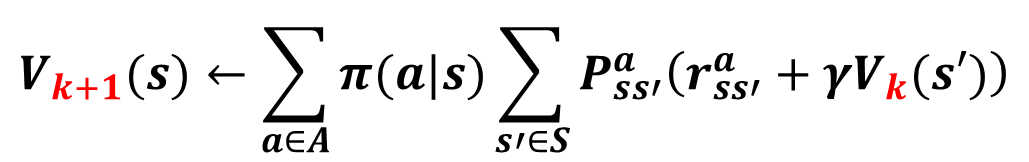 V_{k+1}(s) ← ∑_{a∈A} π(a|s) ∑_{s′∈S} P^a_{ss′}(r^a_{ss′} + γV_k(s′))